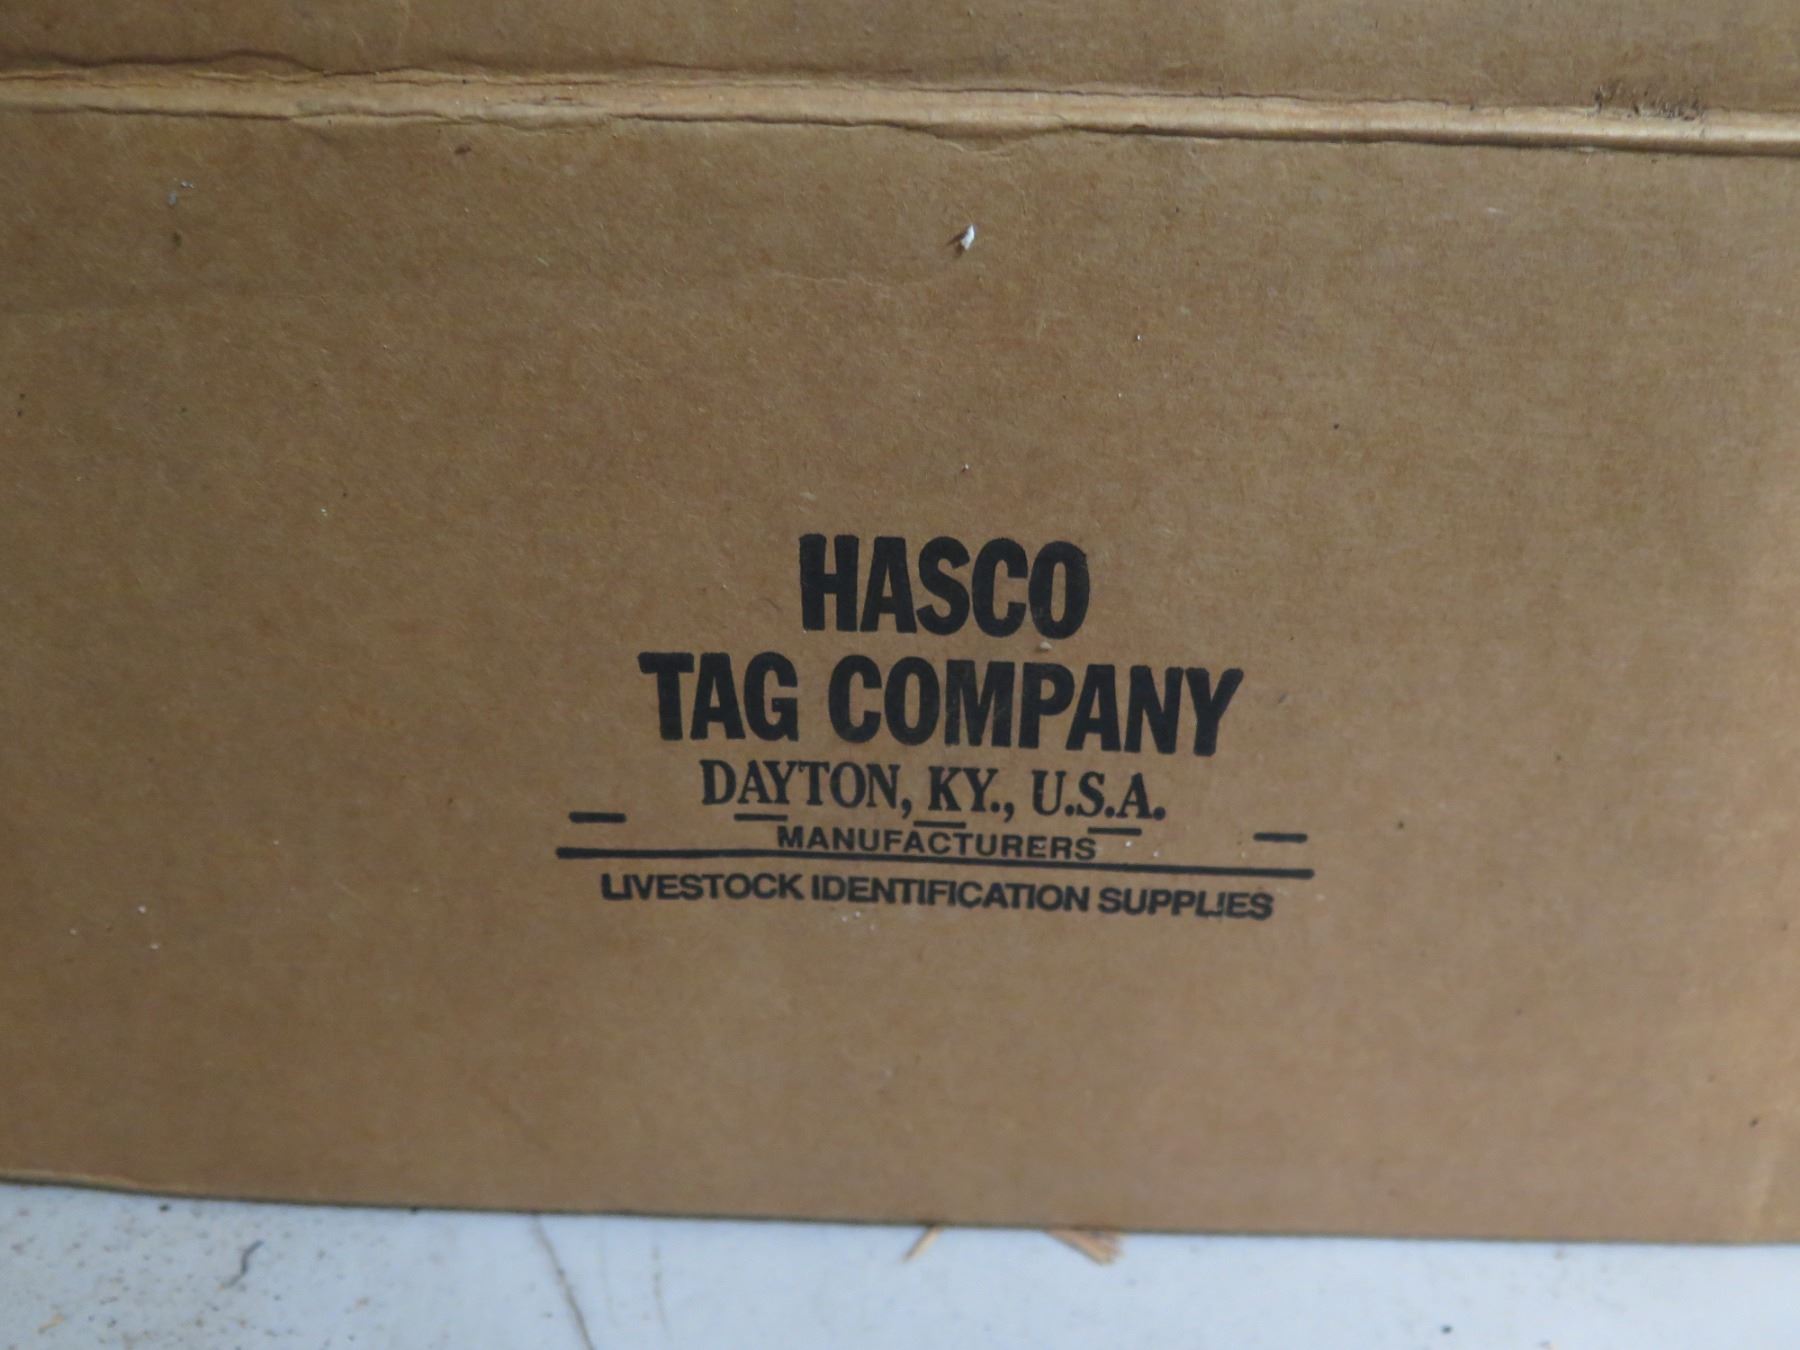 HASCO
TAG COMPANY
DAYTON, KY., U.S.A.
MANUFACTURERS
LIVESTOCK IDENTIFICATION SUPPLIES